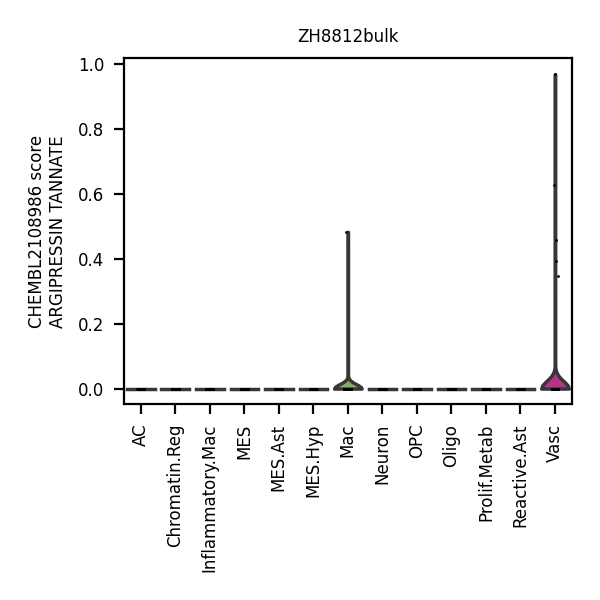 ZH8812bulk
CHEMBL2108986 score
ARGIPRESSIN TANNATE
1.0
0.8
0.6
0.4
0.2
0.0
AC
Chromatin.Reg
Inflammatory.Mac
MES
MES.Ast
MES.Hyp
Mac
Neuron
OPC
Oligo
Prolif.Metab
Reactive.Ast
Vasc